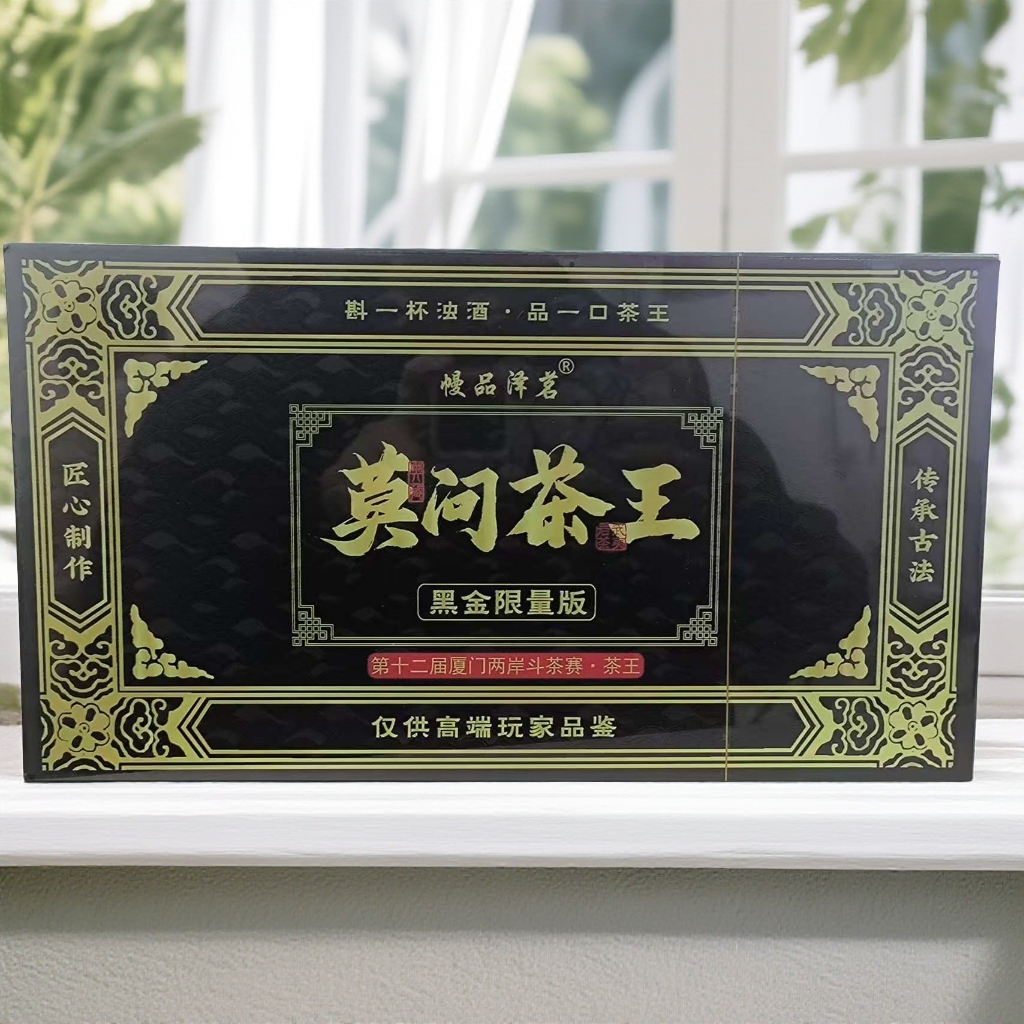 斟一杯浊酒·品一口茶王
幔品泽茗®
莫问茶王
黑金限量版
第十二届厦门两岸斗茶赛·茶王
仅供高端玩家品鉴
匠心制作
传承古法